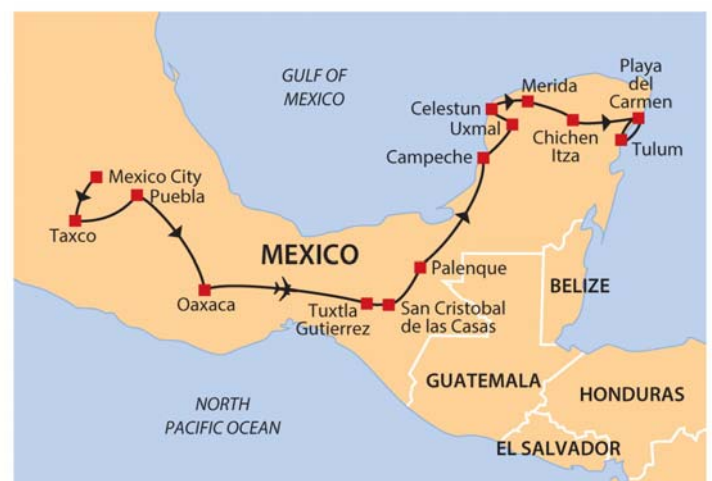 GULF OF
MEXICO
Playa
del
Carmen
Merida
Celestun
Uxmal
Chichen
Itza
Tulum
Campeche
Mexico City
Puebla
Taxco
MEXICO
Palenque
BELIZE
Oaxaca
Tuxtla
Gutierrez
San Cristobal
de las Casas
GUATEMALA
HONDURAS
NORTH
PACIFIC OCEAN
EL SALVADOR